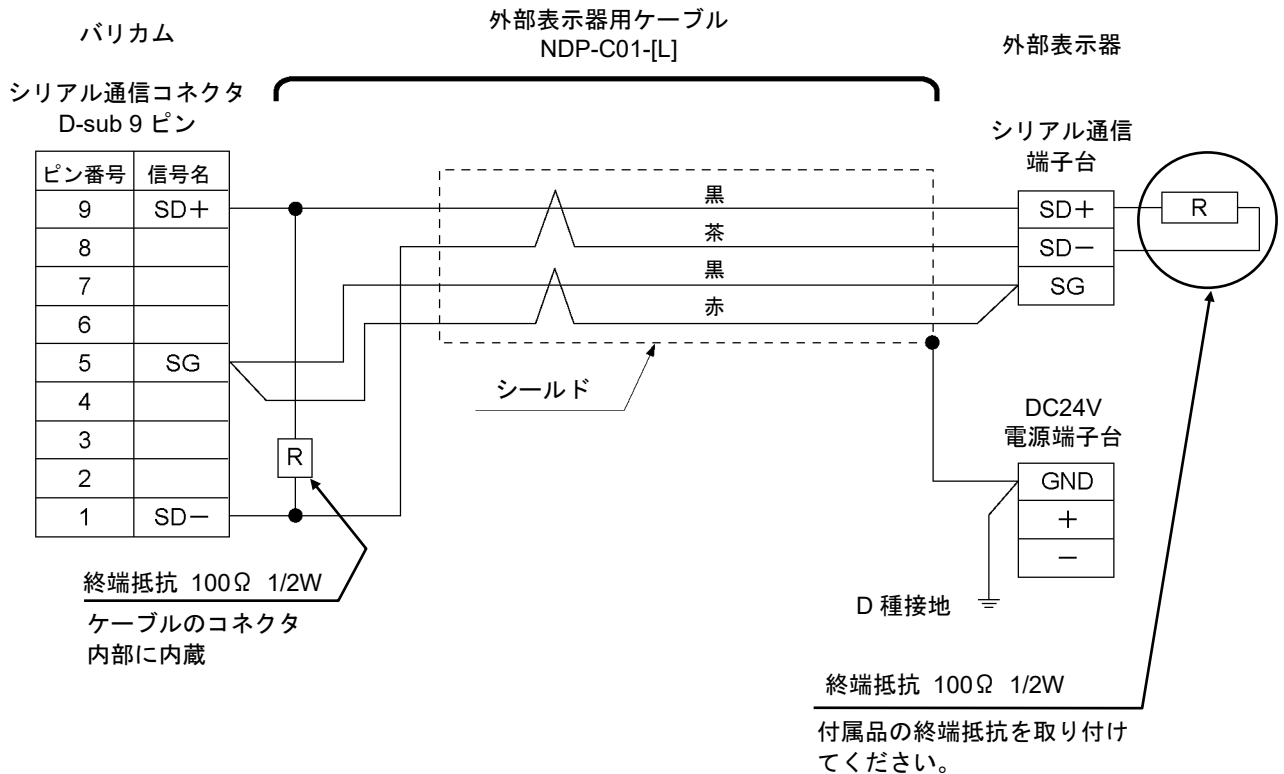 バリカム
外部表示器用ケーブル
NDP-C01-[L]
外部表示器
シリアル通信コネクタ
D-sub 9 ピン
シリアル通信
端子台
ピン番号 信号名
9 SD+
8
7
6
5 SG
4
3
2
1 SD−
黒
茶
黒
赤
シールド
R
SD+
SD−
SG
R
DC24V
電源端子台
GND
+
−
D 種接地
終端抵抗 100Ω 1/2W
ケーブルのコネクタ
内部に内蔵
終端抵抗 100Ω 1/2W
付属品の終端抵抗を取り付け
てください。